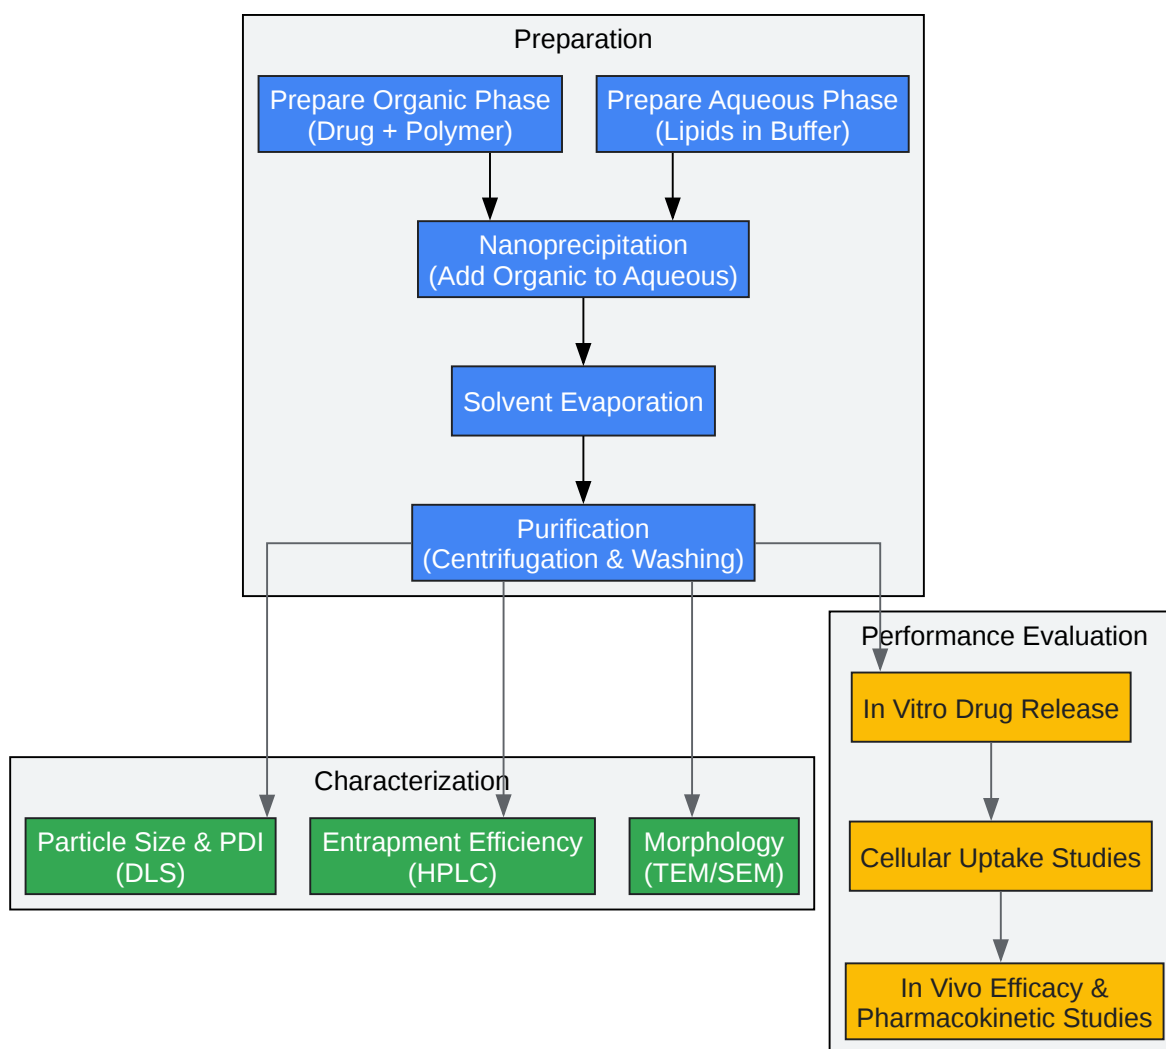 Preparation
Prepare Organic Phase
(Drug + Polymer)
Prepare Aqueous Phase
(Lipids in Buffer)
Nanoprecipitation
(Add Organic to Aqueous)
Solvent Evaporation
Purification
(Centrifugation & Washing)
Characterization
Particle Size & PDI
(DLS)
Entrapment Efficiency
(HPLC)
Morphology
(TEM/SEM)
Performance Evaluation
In Vitro Drug Release
Cellular Uptake Studies
In Vivo Efficacy &
Pharmacokinetic Studies